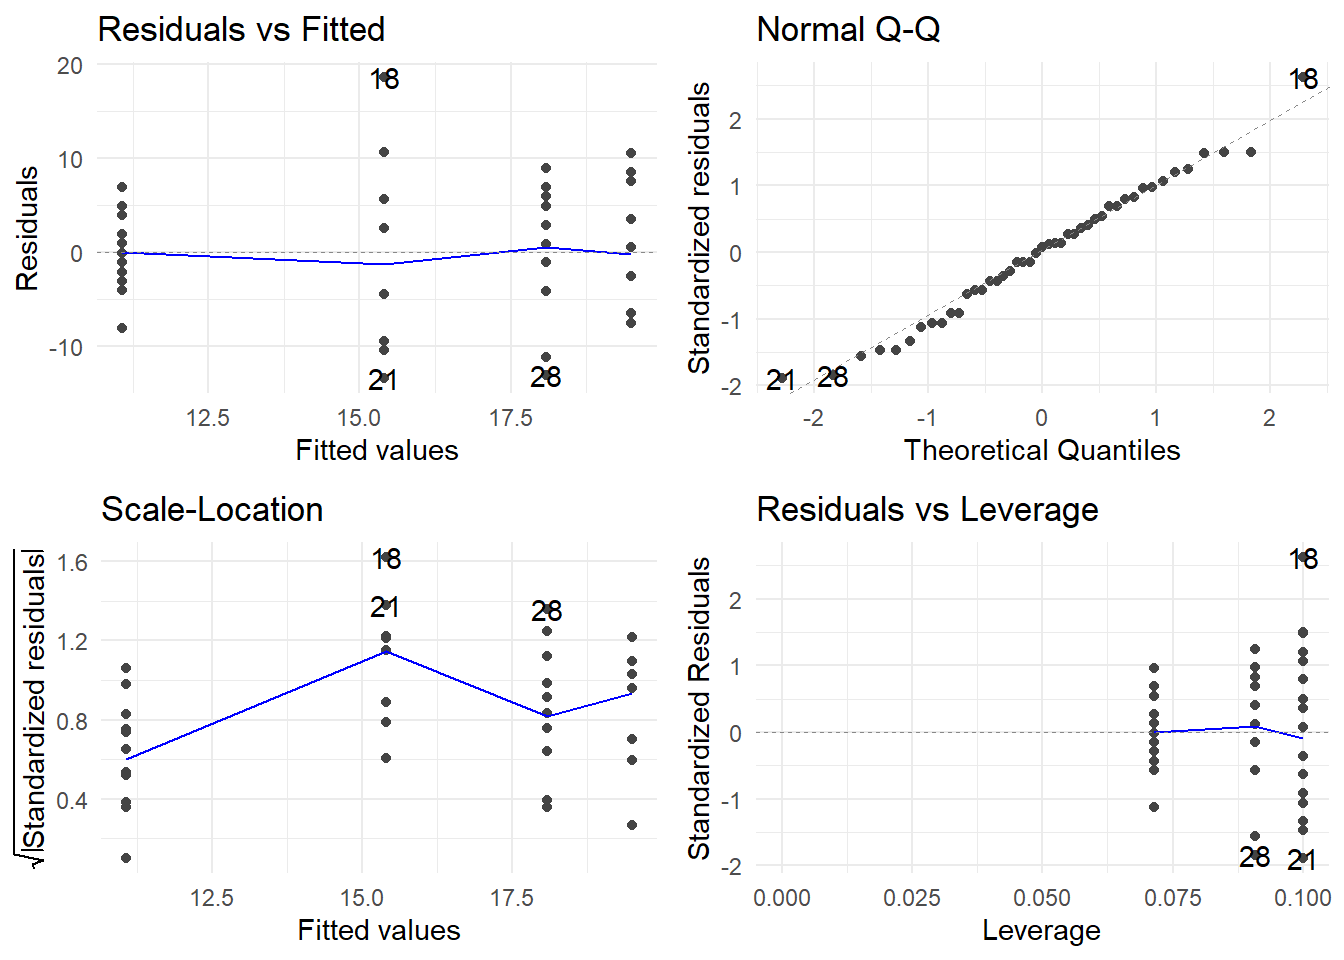 Residuals vs Fitted
20
10
0
-10
Residuals
18
21
28
12.5 15.0 17.5
Fitted values
Normal Q-Q
2
1
0
-1
-2
Standardized residuals
18
21
28
-2 -1 0 1 2
Theoretical Quantiles
Scale-Location
1.6
1.2
0.8
0.4
√|Standardized residuals|
18
21
28
12.5 15.0 17.5
Fitted values
Residuals vs Leverage
2
1
0
-1
-2
Standardized Residuals
18
28
21
0.000 0.025 0.050 0.075 0.100
Leverage